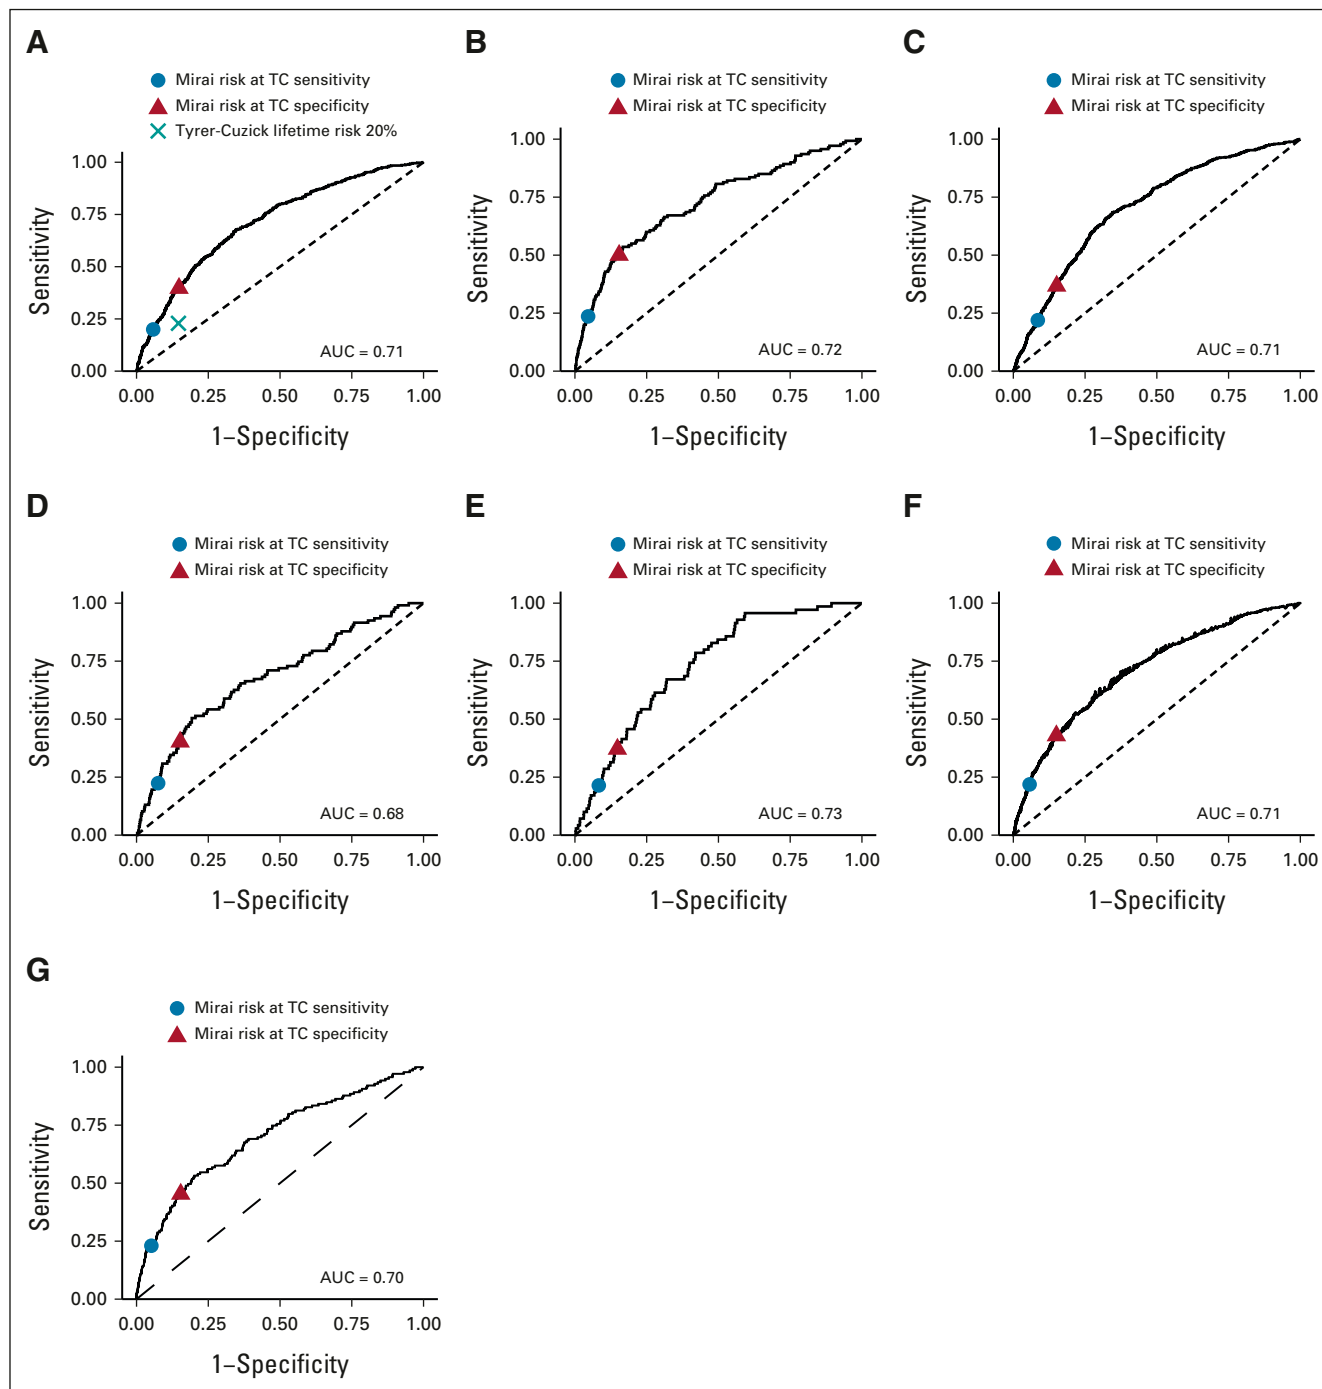 A
Mirai risk at TC sensitivity
Mirai risk at TC specificity
Tyrer-Cuzick lifetime risk 20%
1.00
0.75
0.50
0.25
0.00
Sensitivity
AUC = 0.71
0.00 0.25 0.50 0.75 1.00
1–Specificity
B
Mirai risk at TC sensitivity
Mirai risk at TC specificity
1.00
0.75
0.50
0.25
0.00
Sensitivity
AUC = 0.72
0.00 0.25 0.50 0.75 1.00
1–Specificity
C
Mirai risk at TC sensitivity
Mirai risk at TC specificity
1.00
0.75
0.50
0.25
0.00
Sensitivity
AUC = 0.71
0.00 0.25 0.50 0.75 1.00
1–Specificity
D
Mirai risk at TC sensitivity
Mirai risk at TC specificity
1.00
0.75
0.50
0.25
0.00
Sensitivity
AUC = 0.68
0.00 0.25 0.50 0.75 1.00
1–Specificity
E
Mirai risk at TC sensitivity
Mirai risk at TC specificity
1.00
0.75
0.50
0.25
0.00
Sensitivity
AUC = 0.73
0.00 0.25 0.50 0.75 1.00
1–Specificity
F
Mirai risk at TC sensitivity
Mirai risk at TC specificity
1.00
0.75
0.50
0.25
0.00
Sensitivity
AUC = 0.71
0.00 0.25 0.50 0.75 1.00
1–Specificity
G
Mirai risk at TC sensitivity
Mirai risk at TC specificity
1.00
0.75
0.50
0.25
0.00
Sensitivity
AUC = 0.70
0.00 0.25 0.50 0.75 1.00
1–Specificity